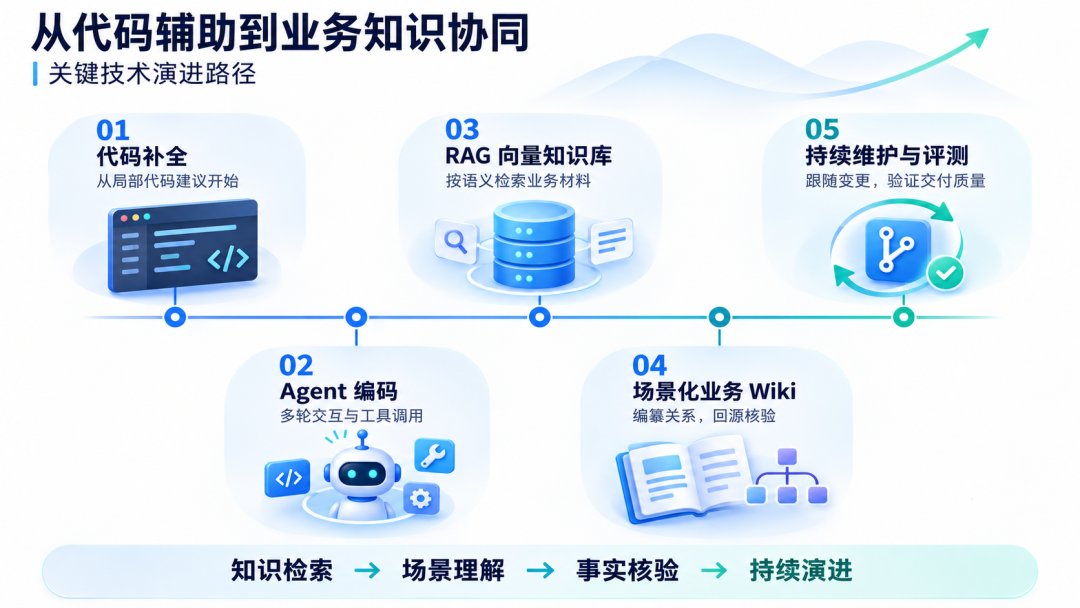 从代码辅助到业务知识协同
关键技术演进路径
01
代码补全
从局部代码建议开始
</>
02
Agent 编码
多轮交互与工具调用
</>
03
RAG 向量知识库
按语义检索业务材料
04
场景化业务 Wiki
编纂关系，回源核验
05
持续维护与评测
跟随变更，验证交付质量
知识检索 → 场景理解 → 事实核验 → 持续演进